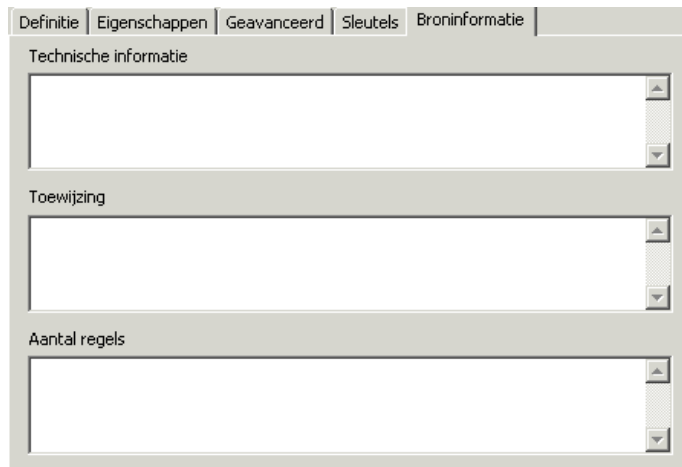 Definitie Eigenschappen Geavanceerd Sleutels Broninformatie
Technische informatie
Toewijzing
Aantal regels